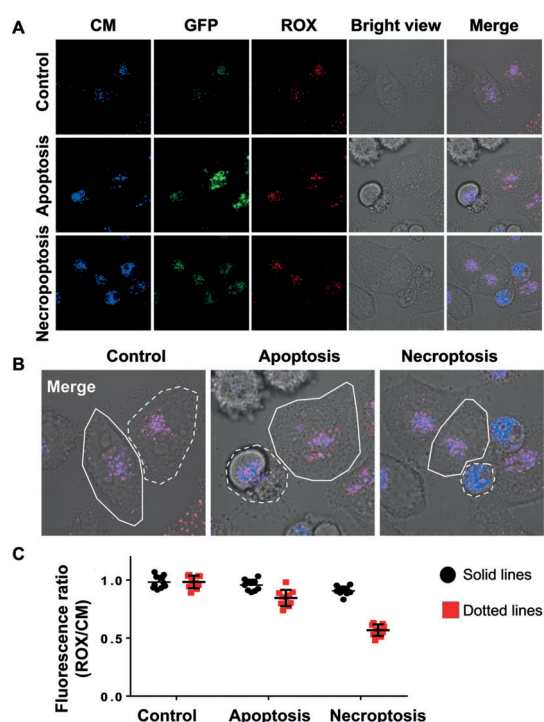 A
CM GFP ROX Bright view Merge
Control
Apoptosis
Necropoptosis
B
Control Apoptosis Necroptosis
Merge
C
Fluorescence ratio
(ROX/CM)
1.0
0.5
0.0
Control Apoptosis Necroptosis
Solid lines
Dotted lines